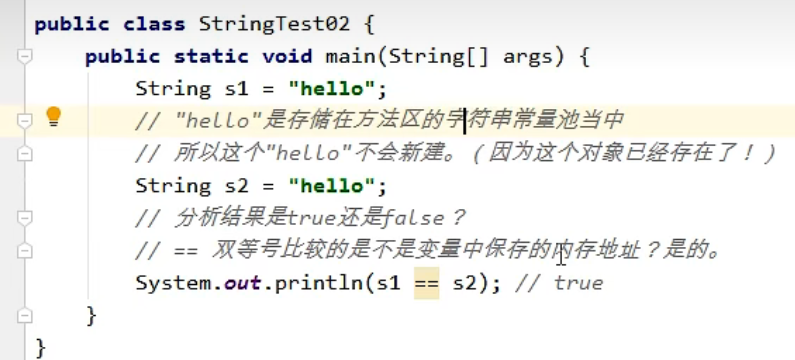 public class StringTest02 {
public static void main(String[] args) {
String s1 = "hello";
// "hello"是存储在方法区的字符串常量池当中
// 所以这个"hello"不会新建。(因为这个对象已经存在了！)
String s2 = "hello";
// 分析结果是true还是false？
// == 双等号比较的是不是变量中保存的内存地址？是的。
System.out.println(s1 == s2); // true
}
}